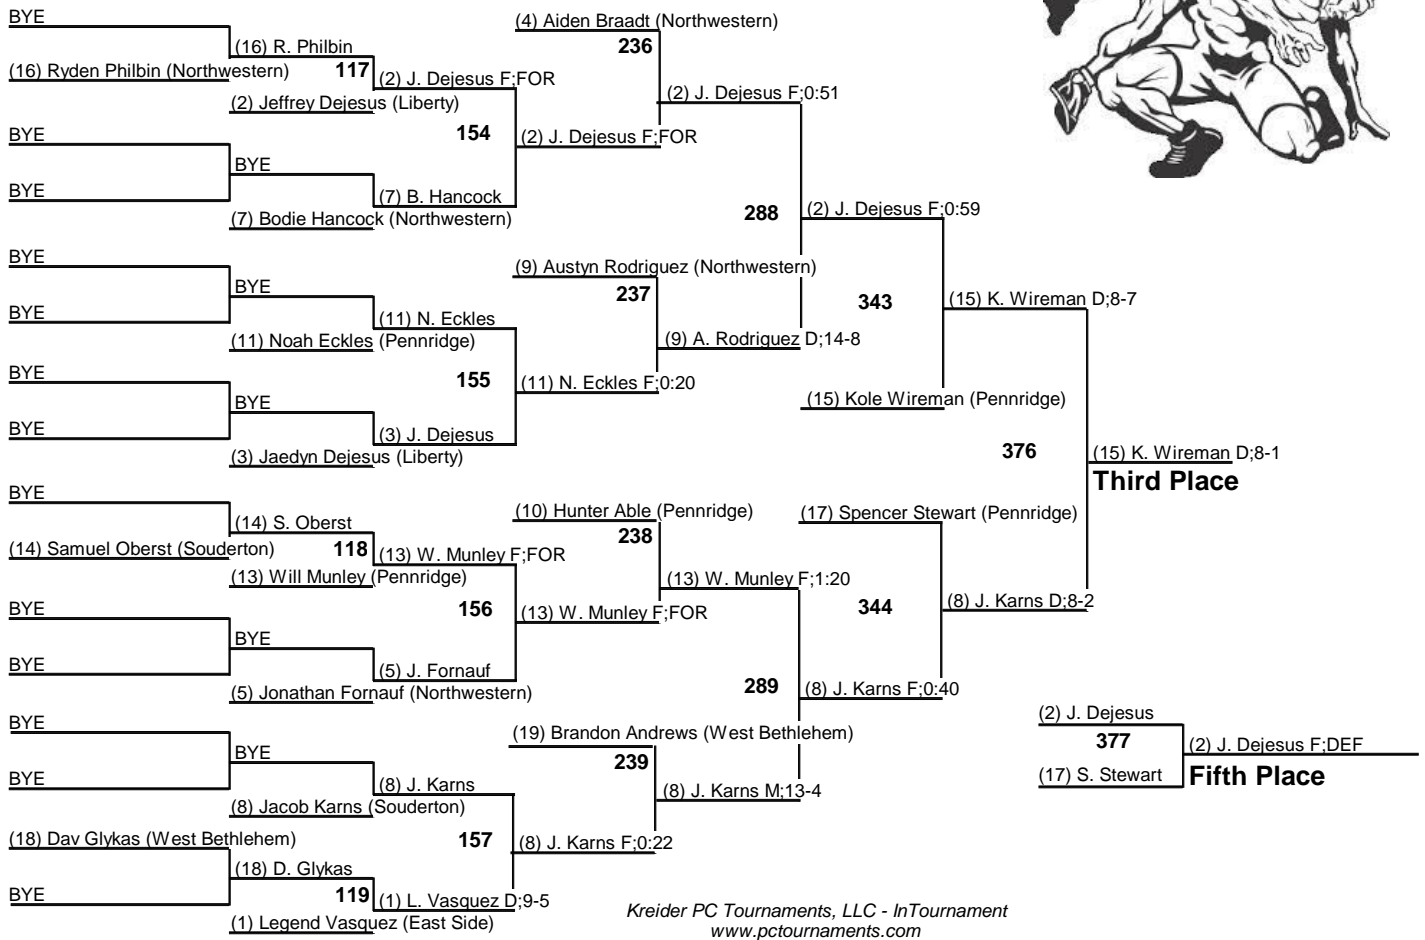 BYE
(4) Aiden Braadt (Northwestern)
236
(16) R. Philbin
(16) Ryden Philbin (Northwestern)
117
(2) J. Dejesus F;FOR
(2) J. Dejesus F;0:51
(2) Jeffrey Dejesus (Liberty)
154
BYE
(2) J. Dejesus F;FOR
BYE
BYE
(7) B. Hancock
288
(2) J. Dejesus F;0:59
(7) Bodie Hancock (Northwestern)
BYE
(9) Austyn Rodriguez (Northwestern)
BYE
237
343
(15) K. Wireman D;8-7
BYE
(11) N. Eckles
(11) Noah Eckles (Pennridge)
(9) A. Rodriguez D;14-8
BYE
155
(11) N. Eckles F;0:20
BYE
(15) Kole Wireman (Pennridge)
BYE
(3) J. Dejesus
376
(15) K. Wireman D;8-1
(3) Jaedyn Dejesus (Liberty)
Third Place
BYE
(10) Hunter Able (Pennridge)
(17) Spencer Stewart (Pennridge)
(14) S. Oberst
238
(14) Samuel Oberst (Souderton)
118
(13) W. Munley F;FOR
(13) Will Munley (Pennridge)
(13) W. Munley F;1:20
BYE
156
(13) W. Munley F;FOR
344
(8) J. Karns D;8-2
BYE
BYE
(5) J. Fornauf
289
(8) J. Karns F;0:40
(5) Jonathan Fornauf (Northwestern)
BYE
(19) Brandon Andrews (West Bethlehem)
(2) J. Dejesus
377
(2) J. Dejesus F;DEF
BYE
239
BYE
(8) J. Karns
(8) J. Karns M;13-4
(17) S. Stewart
Fifth Place
(8) Jacob Karns (Souderton)
(18) Dav Glykas (West Bethlehem)
157
(8) J. Karns F;0:22
(18) D. Glykas
BYE
119
(1) L. Vasquez D;9-5
(1) Legend Vasquez (East Side)
Kreider PC Tournaments, LLC - InTournament
www.pctournaments.com